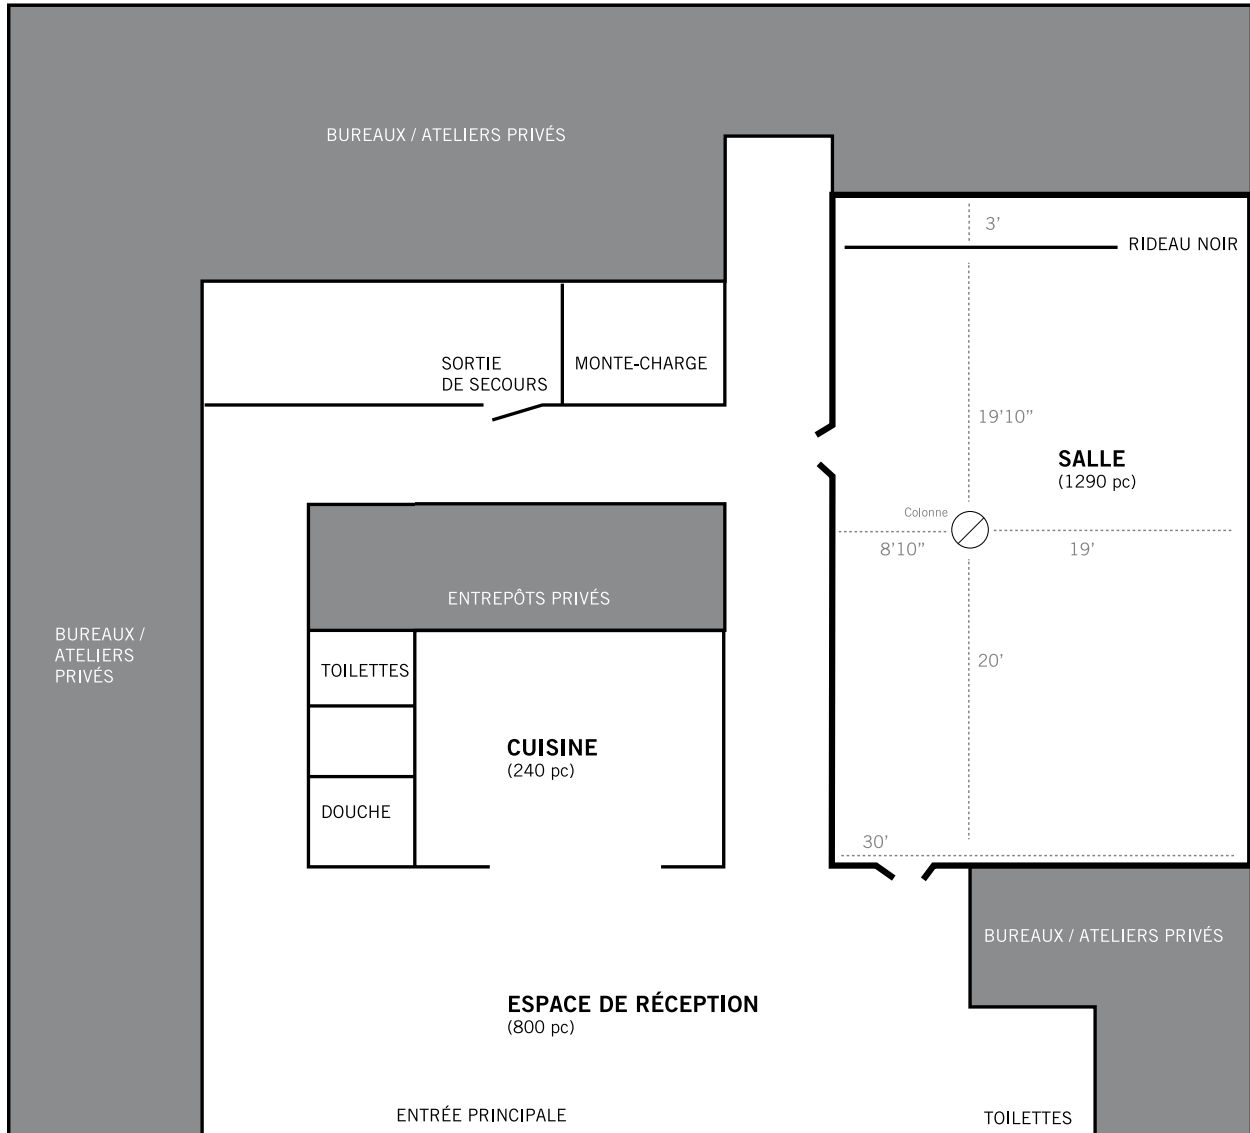 BUREAUX / ATELIERS PRIVÉS
3'
RIDEAU NOIR
SORTIE
DE SECOURS
MONTE-CHARGE
19'10"
SALLE
(1290 pc)
Colonne
8'10"
19'
ENTREPÔTS PRIVÉS
BUREAUX /
ATELIERS
PRIVÉS
TOILETTES
20'
CUISINE
(240 pc)
DOUCHE
30'
BUREAUX / ATELIERS PRIVÉS
ESPACE DE RÉCEPTION
(800 pc)
ENTRÉE PRINCIPALE
TOILETTES